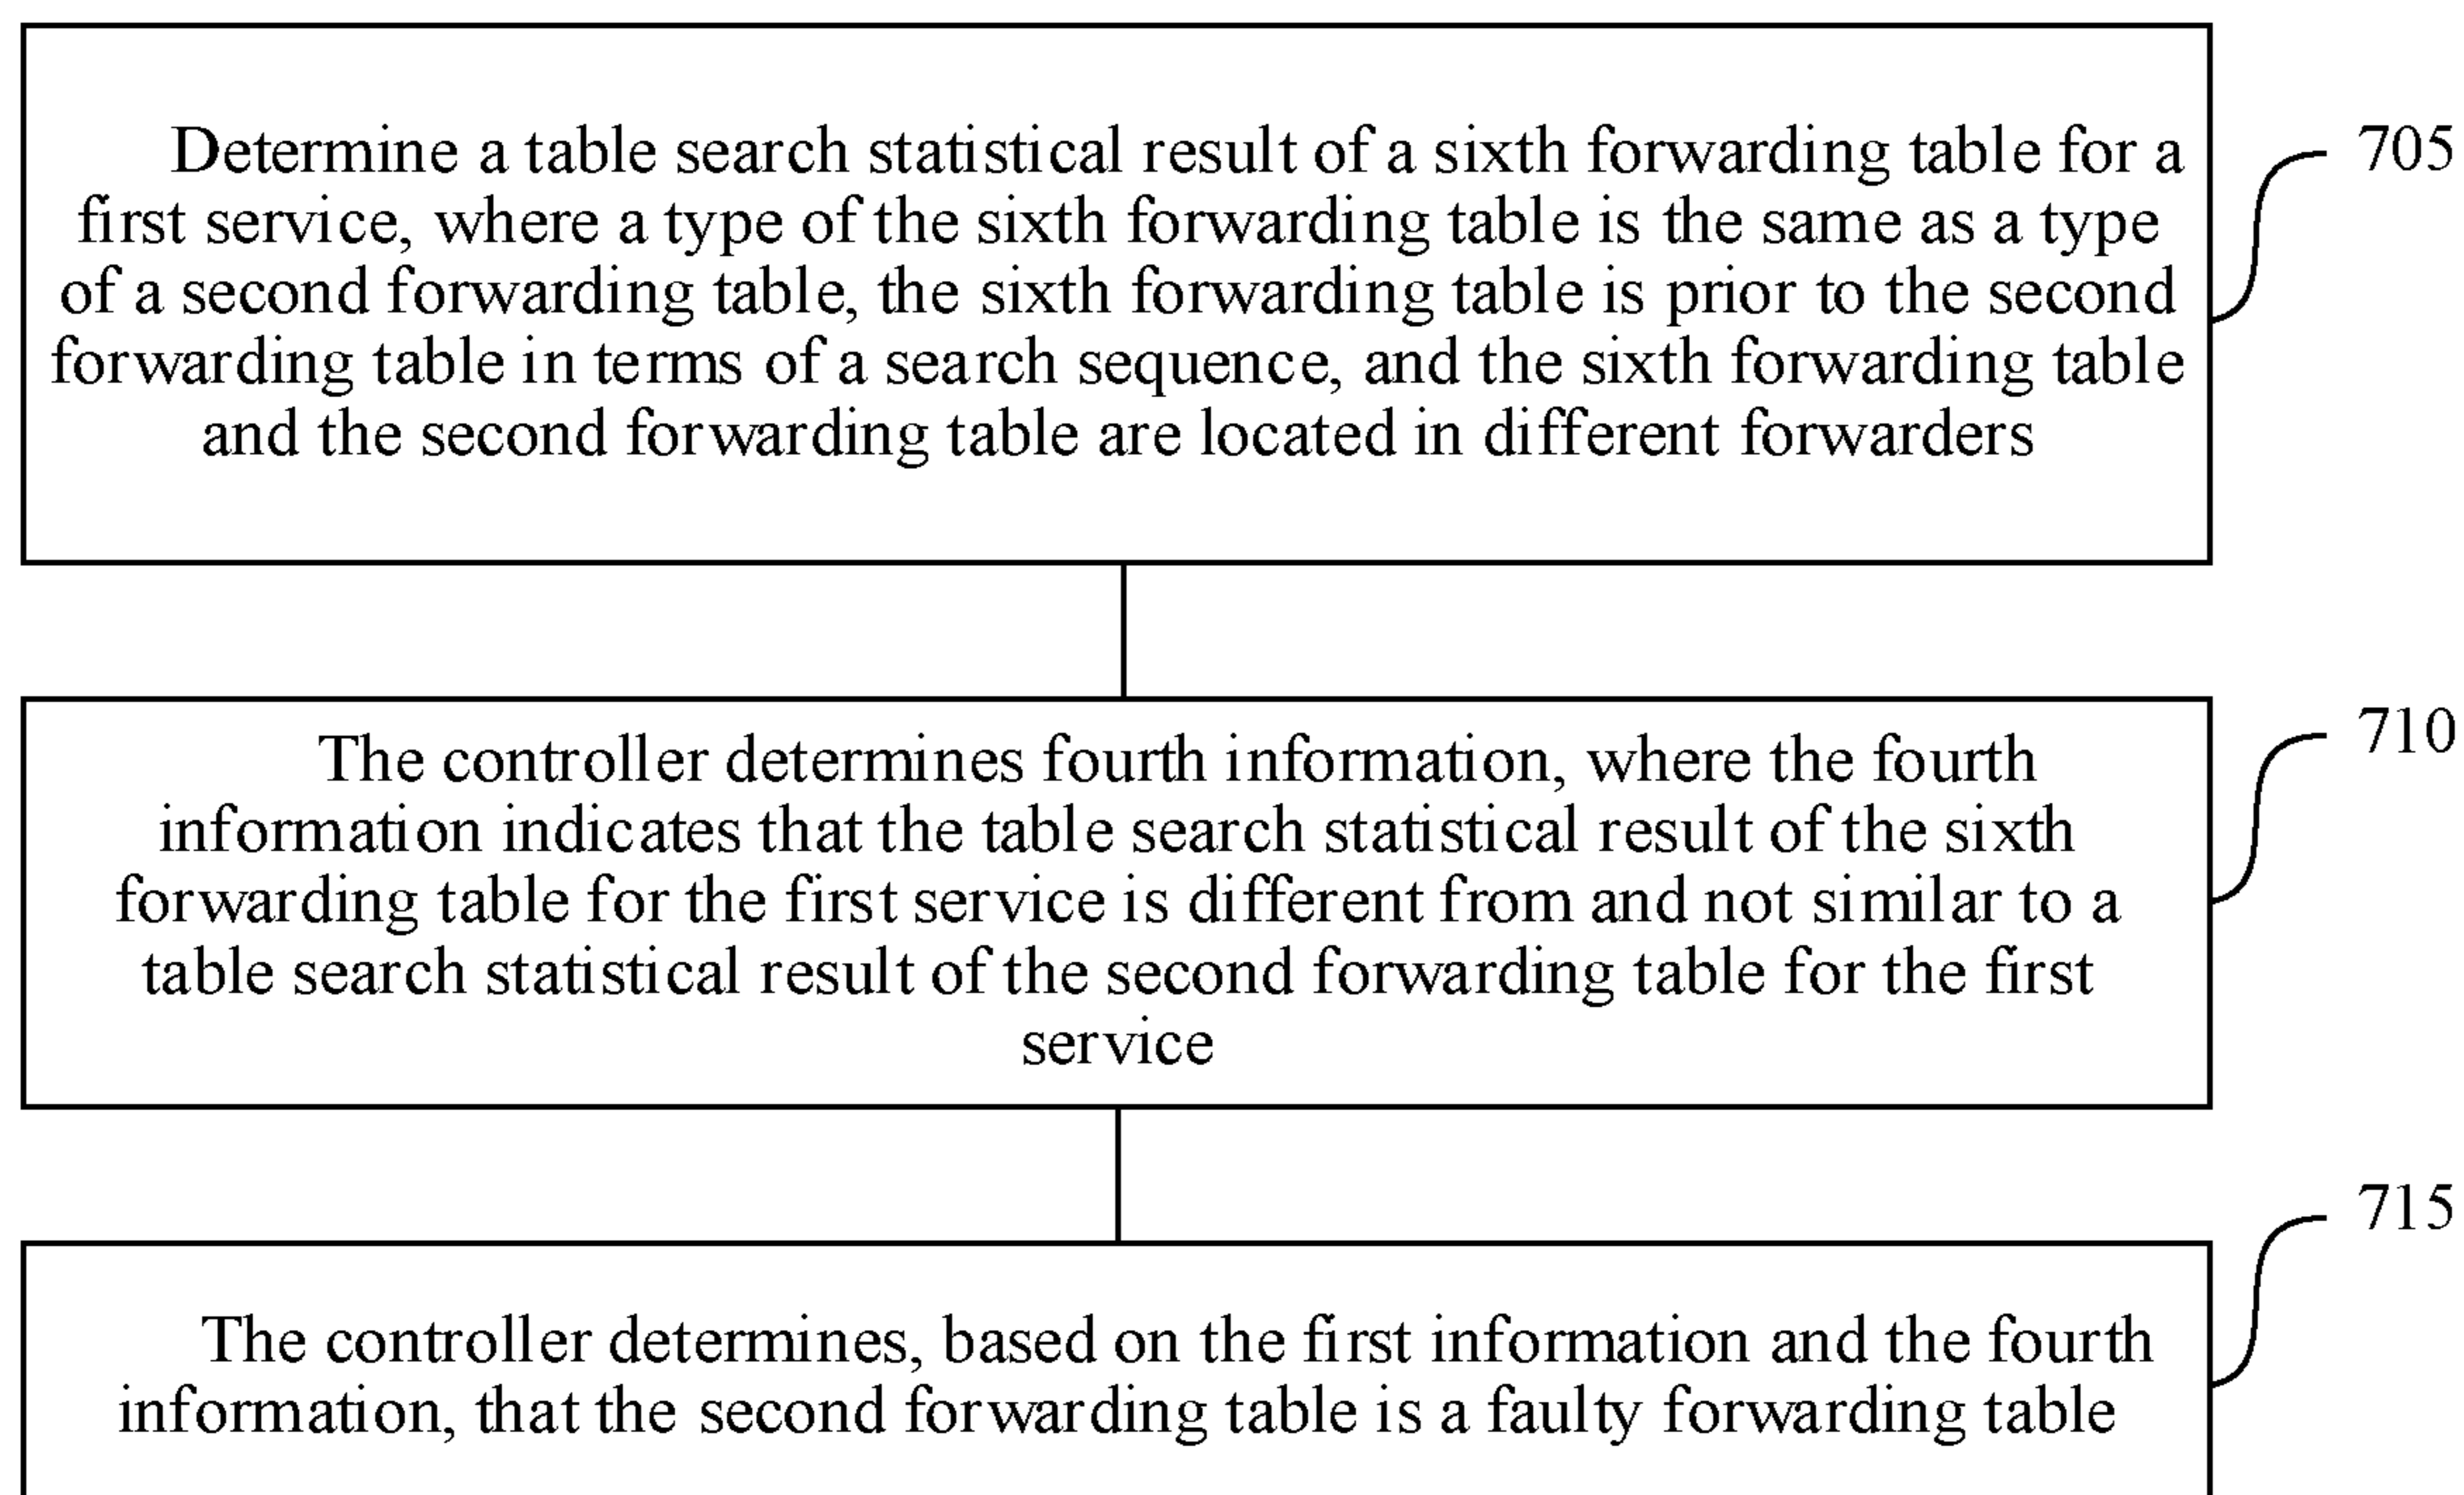 Determine a table search statistical result of a sixth forwarding table for a
first service, where a type of the sixth forwarding table is the same as a type
of a second forwarding table, the sixth forwarding table is prior to the second
forwarding table in terms of a search sequence, and the sixth forwarding table
and the second forwarding table are located in different forwarders
705
The controller determines fourth information, where the fourth
information indicates that the table search statistical result of the sixth
forwarding table for the first service is different from and not similar to a
table search statistical result of the second forwarding table for the first
service
710
The controller determines, based on the first information and the fourth
information, that the second forwarding table is a faulty forwarding table
715